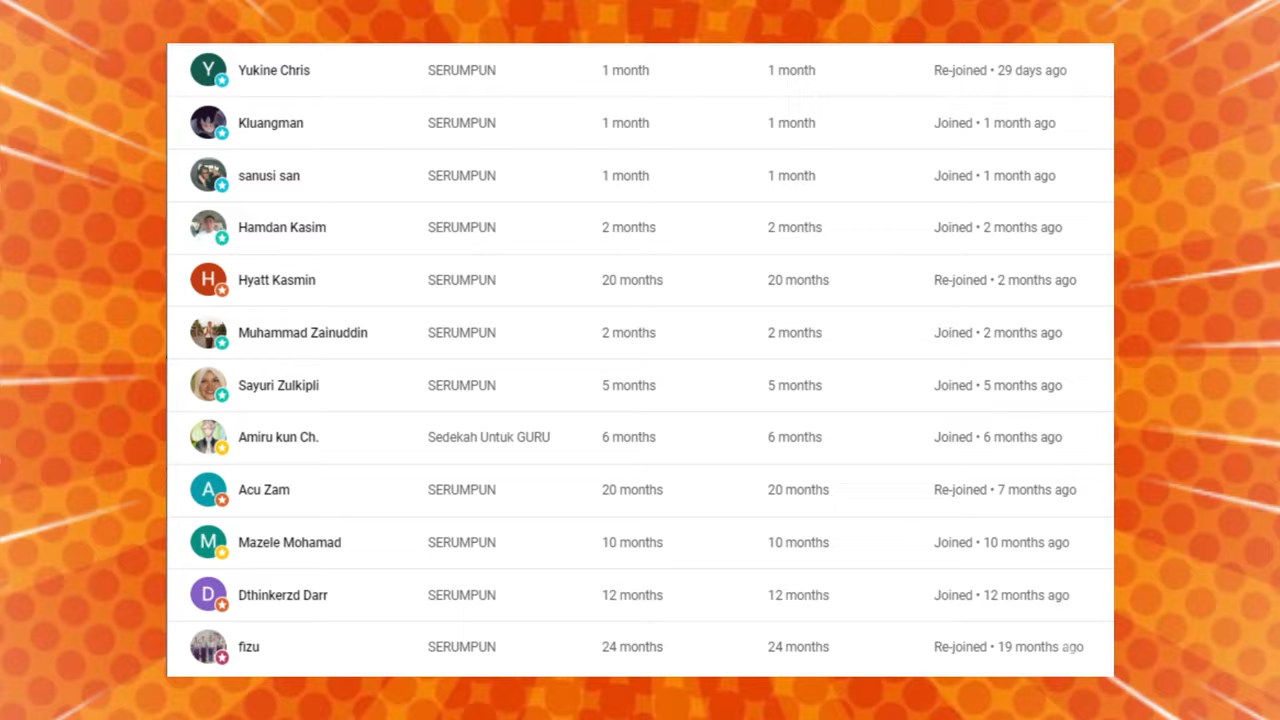 Y Yukine Chris SERUMPUN 1 month 1 month Re-joined • 29 days ago
Kluangman SERUMPUN 1 month 1 month Joined • 1 month ago
sanusi san SERUMPUN 1 month 1 month Joined • 1 month ago
Hamdan Kasim SERUMPUN 2 months 2 months Joined • 2 months ago
H Hyatt Kasmin SERUMPUN 20 months 20 months Re-joined • 2 months ago
Muhammad Zainuddin SERUMPUN 2 months 2 months Joined • 2 months ago
Sayuri Zulkipli SERUMPUN 5 months 5 months Joined • 5 months ago
Amiru kun Ch. Sedekah Untuk GURU 6 months 6 months Joined • 6 months ago
A Acu Zam SERUMPUN 20 months 20 months Re-joined • 7 months ago
M Mazele Mohamad SERUMPUN 10 months 10 months Joined • 10 months ago
D Dthinkerzd Darr SERUMPUN 12 months 12 months Joined • 12 months ago
fizu SERUMPUN 24 months 24 months Re-joined • 19 months ago